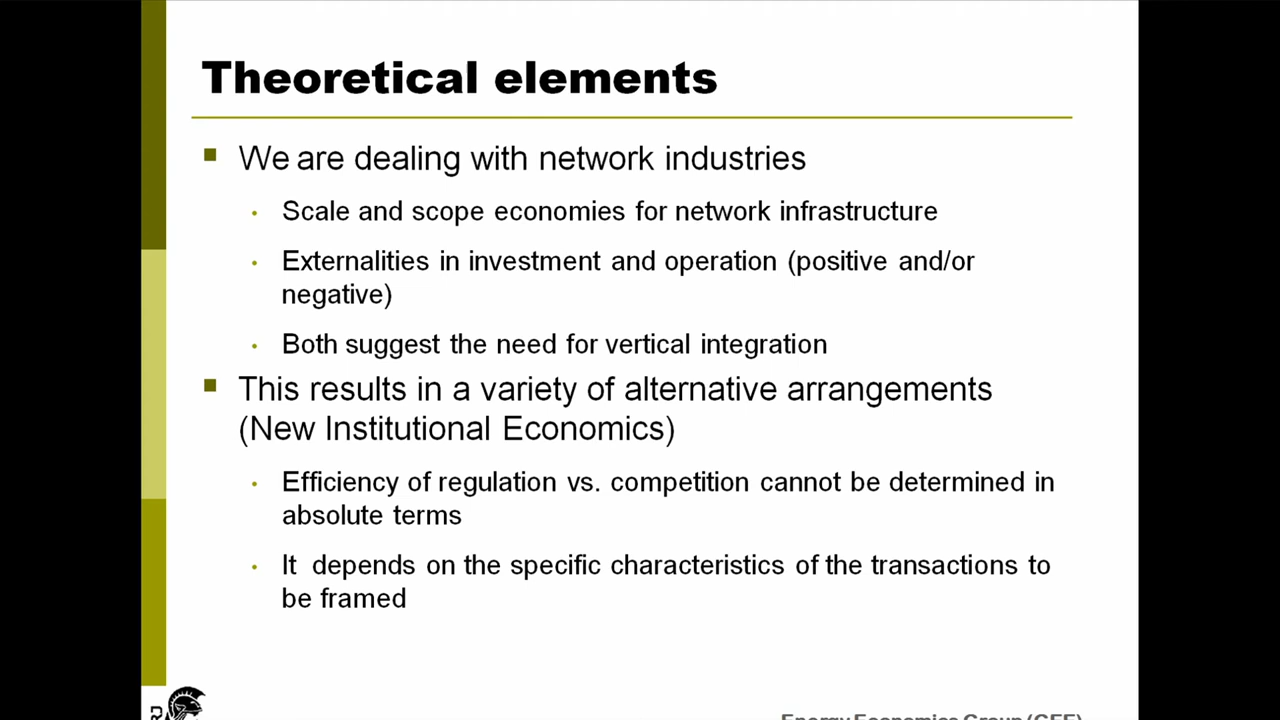 Theoretical elements
We are dealing with network industries
Scale and scope economies for network infrastructure
Externalities in investment and operation (positive and/or
negative)
Both suggest the need for vertical integration
This results in a variety of alternative arrangements
(New Institutional Economics)
Efficiency of regulation vs. competition cannot be determined in
absolute terms
It depends on the specific characteristics of the transactions to
be framed
RJ
Energy Economics Group (GEE)